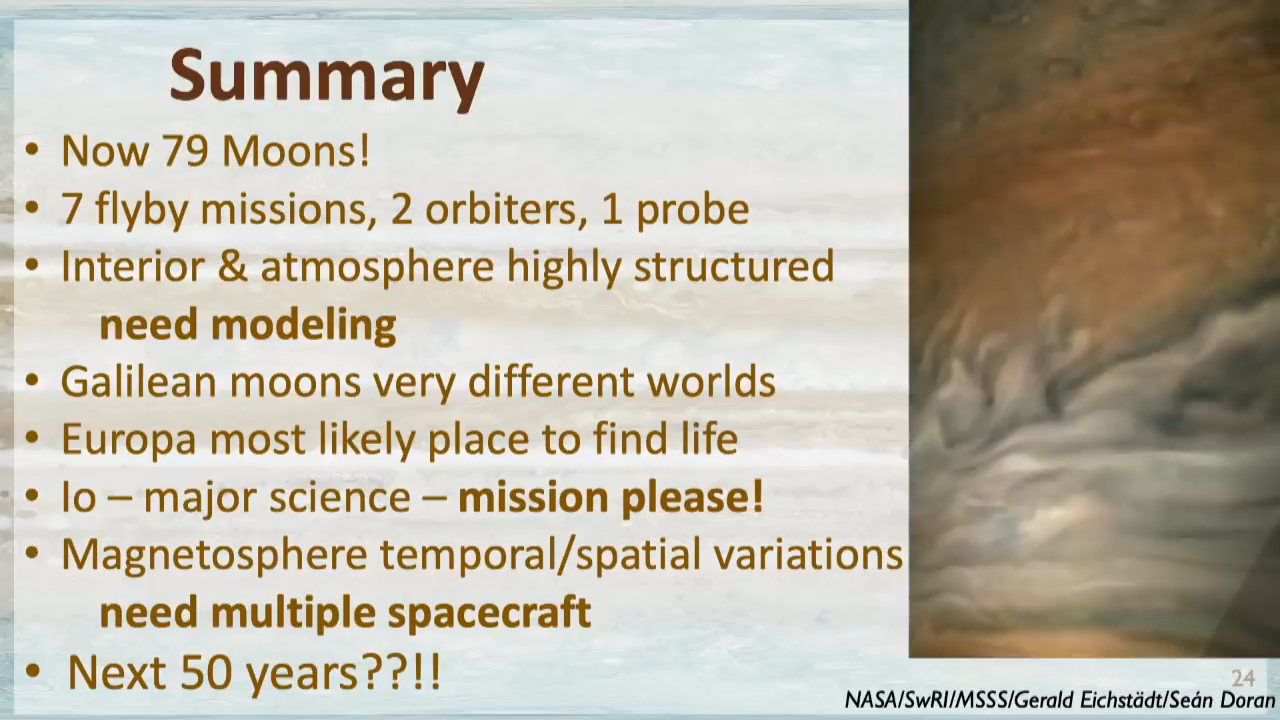 Summary
• Now 79 Moons!
• 7 flyby missions, 2 orbiters, 1 probe
• Interior & atmosphere highly structured
need modeling
• Galilean moons very different worlds
• Europa most likely place to find life
• Io – major science – mission please!
• Magnetosphere temporal/spatial variations
need multiple spacecraft
• Next 50 years??!!
24
NASA/SwRI/MSSS/Gerald Eichstädt/Seán Doran